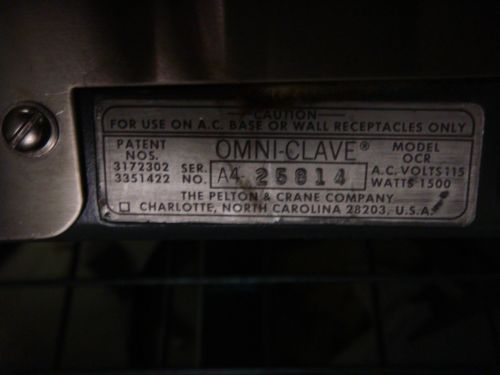 CAUTION
FOR USE ON A.C. BASE OR WALL RECEPTACLES ONLY
PATENT NOS. 3172302 3351422
OMNI-CLAVE®
SER. NO. A4- 25814
MODEL OCR
A.C. VOLTS 115
WATTS 1500
THE PELTON & CRANE COMPANY
CHARLOTTE, NORTH CAROLINA 28203, U.S.A.